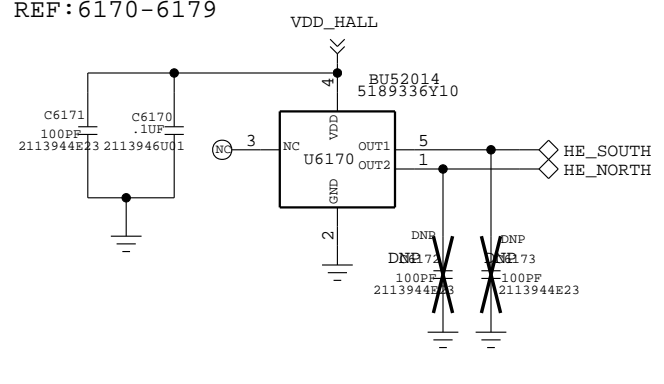 REF:6170-6179
VDD_HALL
4
BU52014
5189336Y10
C6171
100PF
2113944E23
C6170
.1UF
2113946U01
NC
3
NC
VDD
U6170
GND
OUT1
OUT2
5
1
HE_SOUTH
HE_NORTH
2
DNP
DNP
100PF
2113944E23
DNP
DNP
100PF
2113944E23